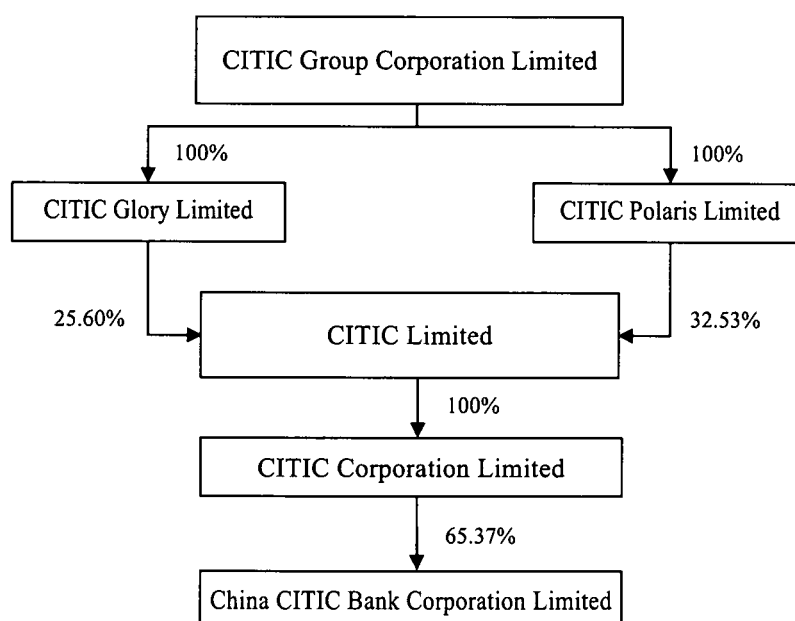 CITIC Group Corporation Limited
100%
100%
CITIC Glory Limited
CITIC Polaris Limited
25.60%
32.53%
CITIC Limited
100%
CITIC Corporation Limited
65.37%
China CITIC Bank Corporation Limited